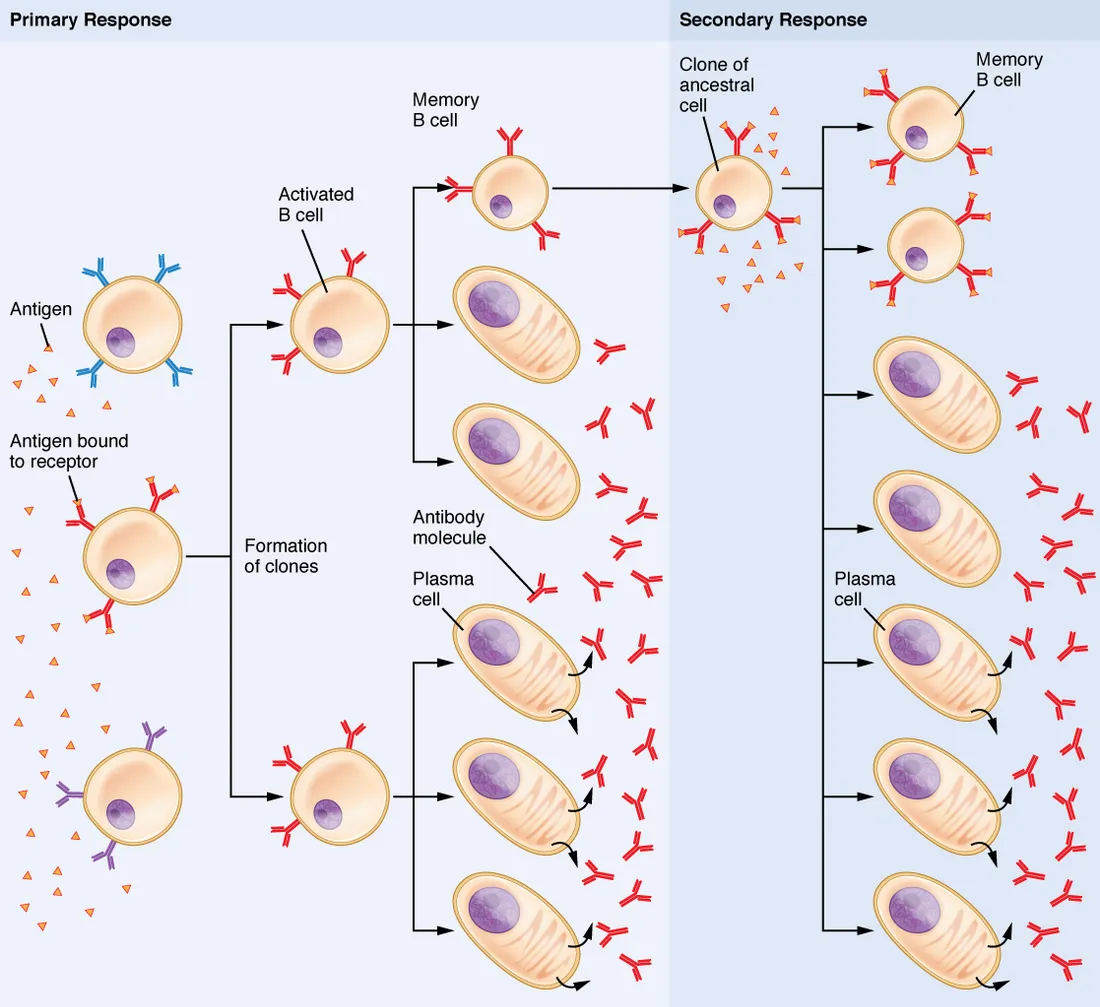 Primary Response
Secondary Response
Clone of
ancestral
cell
Memory
B cell
Memory
B cell
Activated
B cell
Antigen
Antigen bound
to receptor
Formation
of clones
Antibody
molecule
Plasma
cell
Plasma
cell